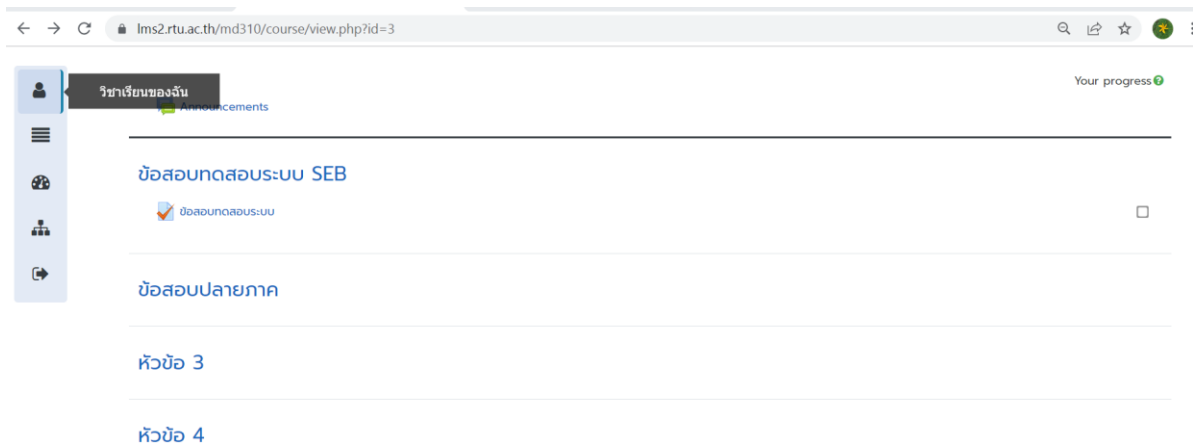 lms2.rtu.ac.th/md310/course/view.php?id=3
วิชาเรียนของฉัน
Your progress
Announcements
ข้อสอบทดสอบระบบ SEB
ข้อสอบทดสอบระบบ
ข้อสอบปลายภาค
หัวข้อ 3
หัวข้อ 4